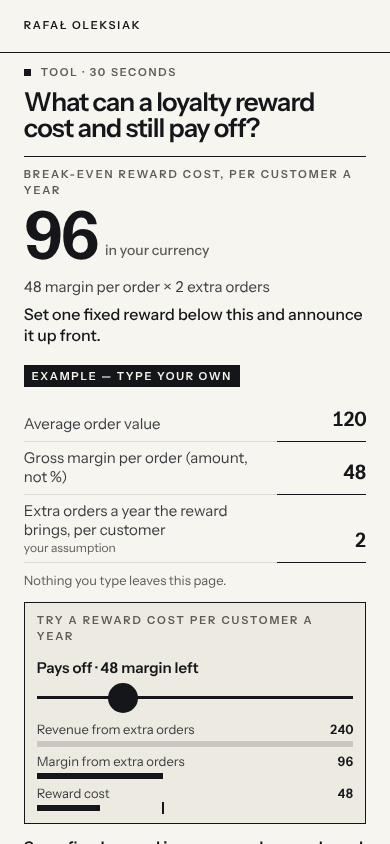 RAFAŁ OLEKSIAK
TOOL · 30 SECONDS
What can a loyalty reward
cost and still pay off?
BREAK-EVEN REWARD COST, PER CUSTOMER A
YEAR
96 in your currency
48 margin per order × 2 extra orders
Set one fixed reward below this and announce
it up front.
EXAMPLE — TYPE YOUR OWN
Average order value 120
Gross margin per order (amount,
not %) 48
Extra orders a year the reward
brings, per customer
your assumption 2
Nothing you type leaves this page.
TRY A REWARD COST PER CUSTOMER A
YEAR
Pays off · 48 margin left
Revenue from extra orders 240
Margin from extra orders 96
Reward cost 48